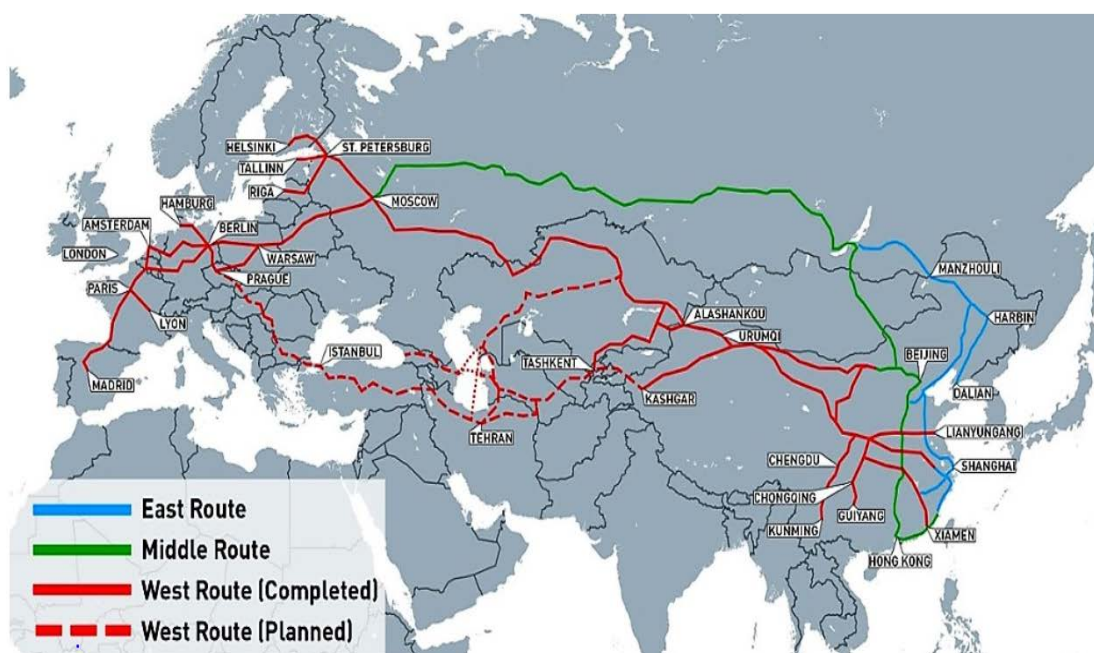 HELSINKI
ST. PETERSBURG
TALLINN
RIGA
MOSCOW
HAMBURG
AMSTERDAM
BERLIN
LONDON
WARSAW
PRAGUE
PARIS
LYON
MADRID
ISTANBUL
TEHRAN
TASHKENT
KASHGAR
ALASHANKOU
URUMQI
MANZHOULI
HARBIN
BEIJING
DALIAN
LIANYUNGANG
SHANGHAI
CHENGDU
CHONGQING
GUIYANG
KUNMING
XIAMEN
HONG KONG
East Route
Middle Route
West Route (Completed)
West Route (Planned)